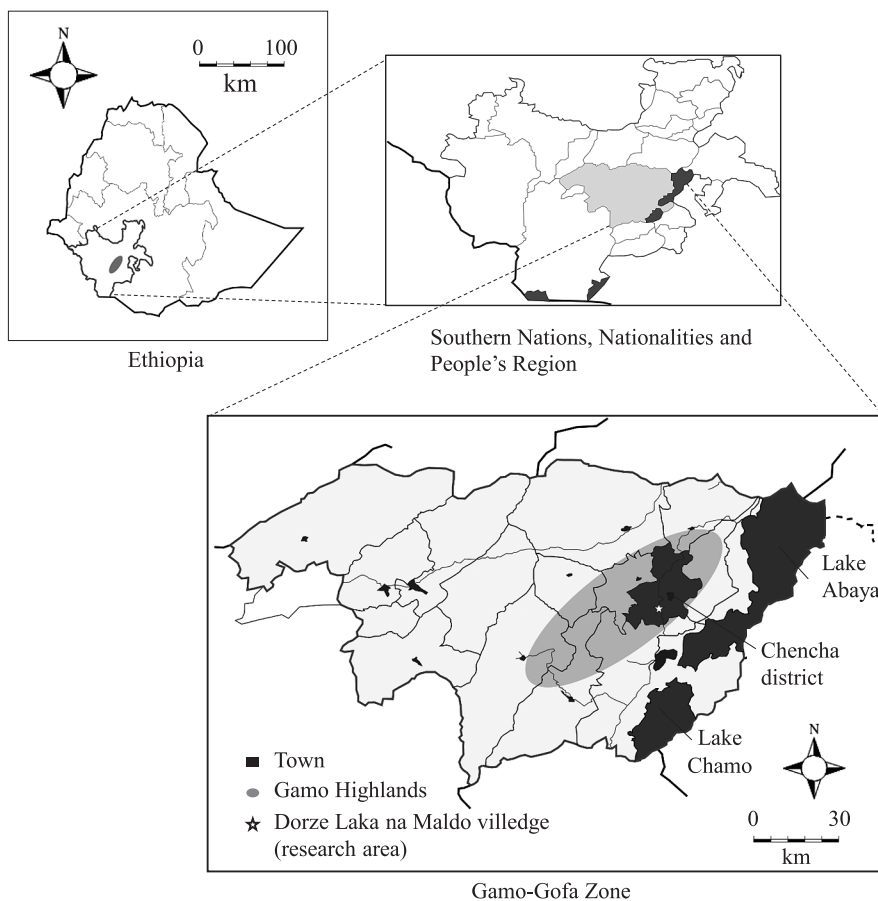 N
0 100
km
Ethiopia
Southern Nations, Nationalities and
People's Region
Lake
Abaya
Chencha
district
Lake
Chamo
N
Town
Gamo Highlands
Dorze Laka na Maldo villedge
(research area)
0 30
km
Gamo-Gofa Zone